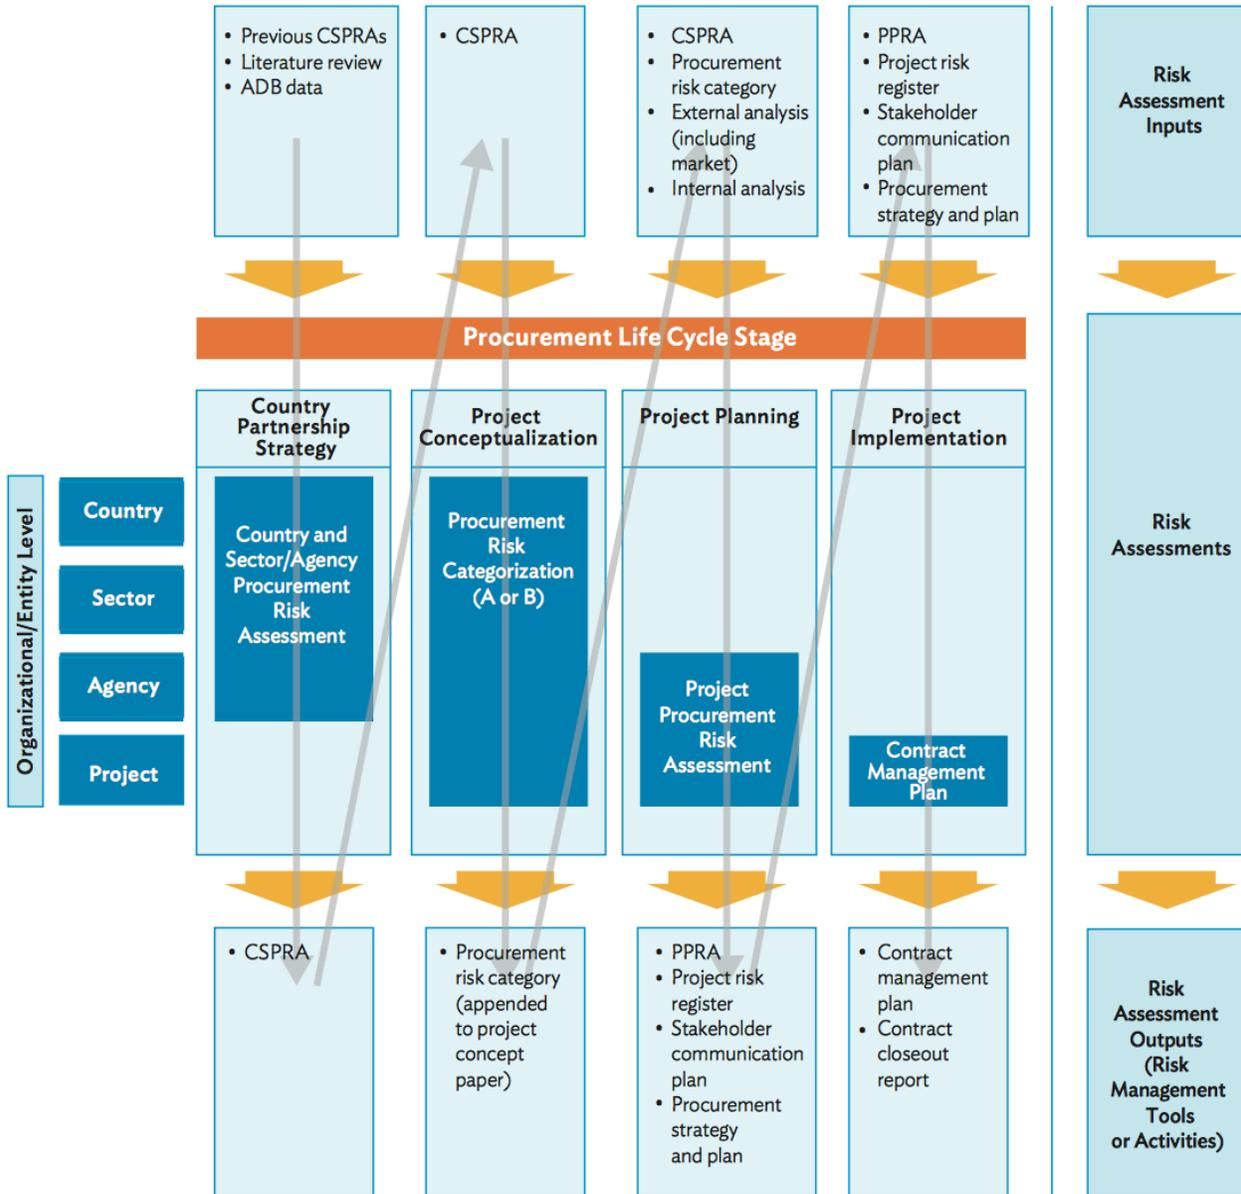 • Previous CSPRAs
• Literature review
• ADB data
• CSPRA
• CSPRA
• Procurement
risk category
• External analysis
(including
market)
• Internal analysis
• PPRA
• Project risk
register
• Stakeholder
communication
plan
• Procurement
strategy and plan
Risk
Assessment
Inputs
Procurement Life Cycle Stage
Country
Partnership
Strategy
Project
Conceptualization
Project Planning
Project
Implementation
Organizational/Entity Level
Country
Sector
Agency
Project
Country and
Sector/Agency
Procurement
Risk
Assessment
Procurement
Risk
Categorization
(A or B)
Project
Procurement
Risk
Assessment
Contract
Management
Plan
Risk
Assessments
• CSPRA
• Procurement
risk category
(appended
to project
concept
paper)
• PPRA
• Project risk
register
• Stakeholder
communication
plan
• Procurement
strategy
and plan
• Contract
management
plan
• Contract
closeout
report
Risk
Assessment
Outputs
(Risk
Management
Tools
or Activities)